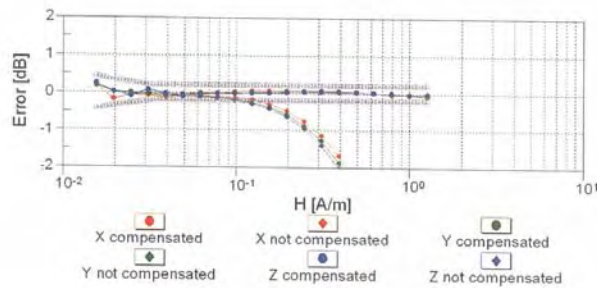 2
1
0
-1
-2
Error [dB]
10-2 10-1 100 101
H [A/m]
X compensated X not compensated Y compensated
Y not compensated Z compensated Z not compensated